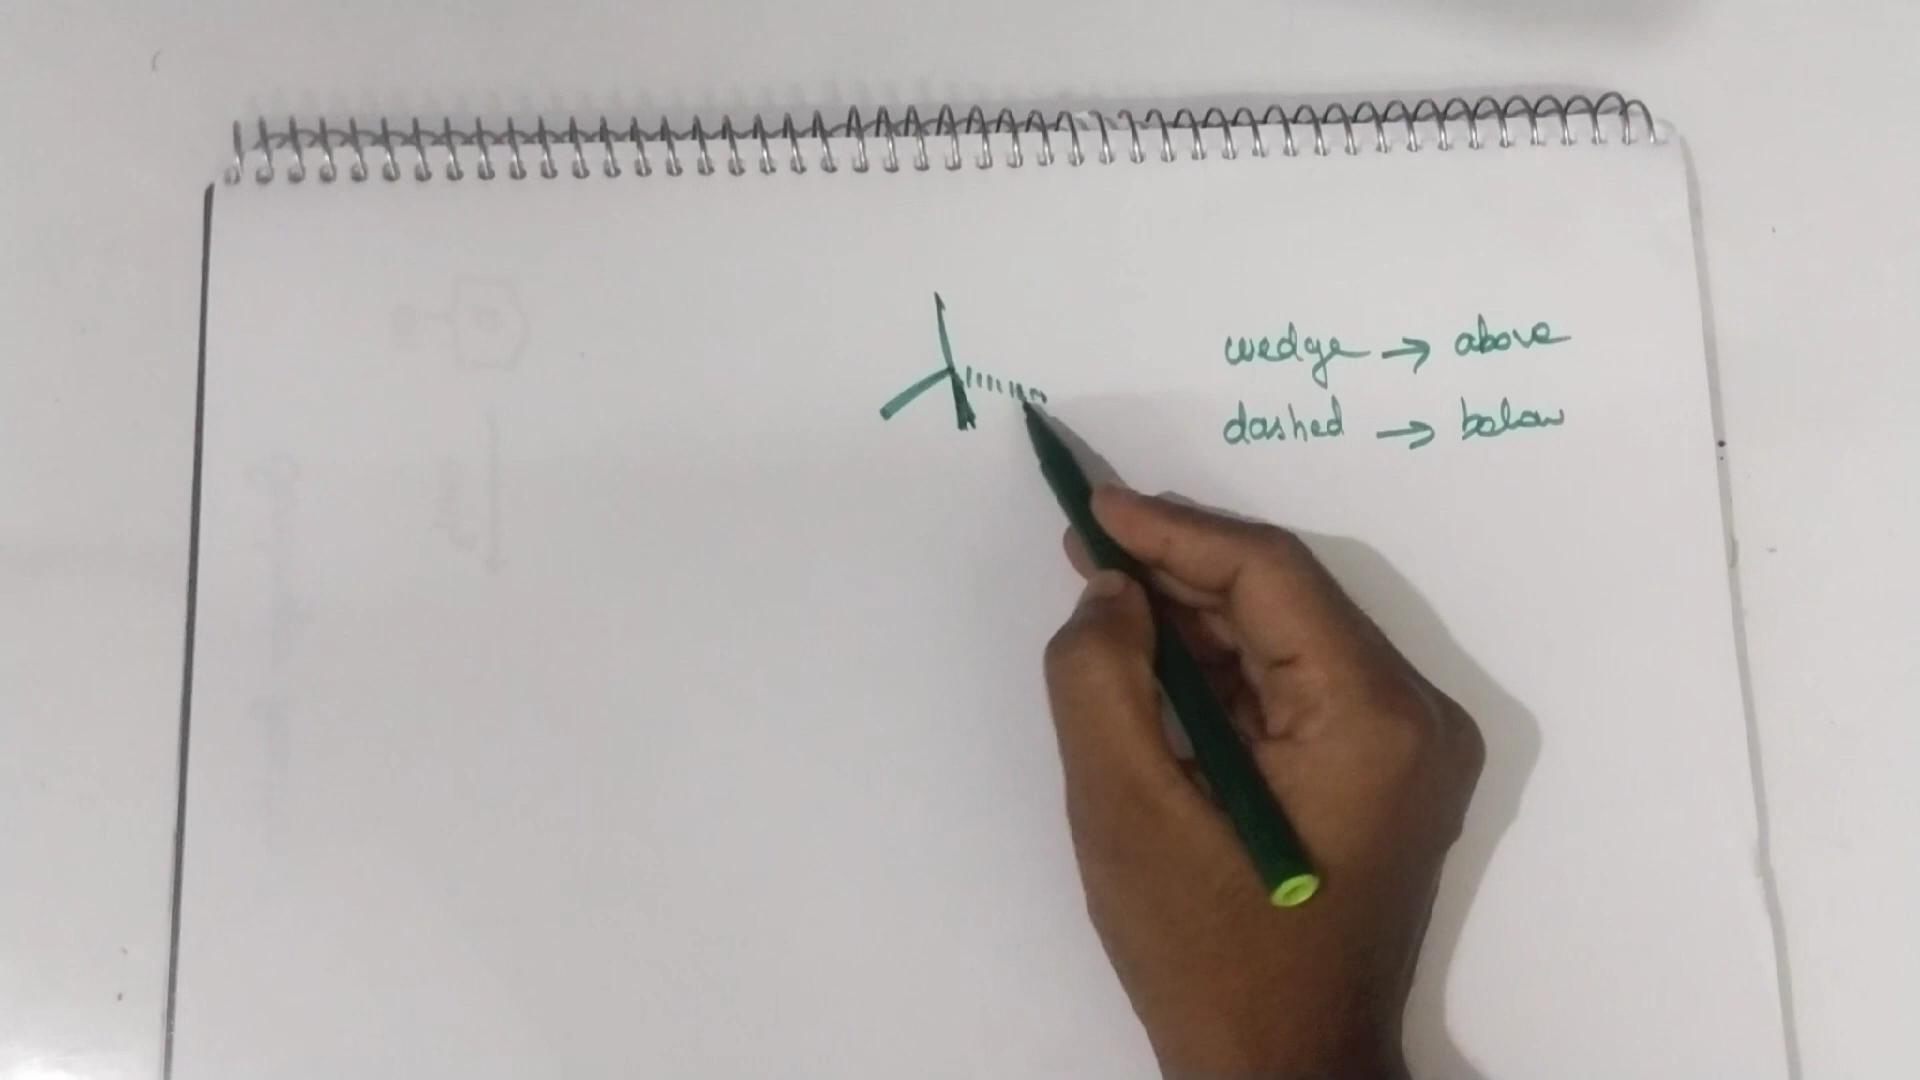 wedge → above
dashed → below